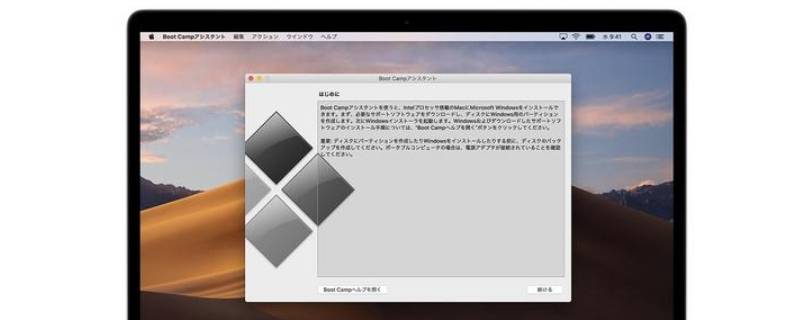 Boot Campアシスタント 編集 アクション ウインドウ ヘルプ 水9:41
Boot Campアシスタント
はじめに
Boot Campアシスタントを使うと、Intelプロセッサ搭載のMacにMicrosoft Windowsをインストールで
きます。まず、必要なサポートソフトウェアをダウンロードし、ディスクにWindows用のパーティション
を作成します。次にWindowsインストーラを起動します。Windowsおよびダウンロードしたサポートソフ
トウェアのインストール手順については、"Boot Campヘルプを開く"ボタンをクリックしてください。
重要: ディスクにパーティションを作成したりWindowsをインストールしたりする前に、ディスクのバック
アップを作成してください。ポータブルコンピュータの場合は、電源アダプタが接続されていることを確認
してください。
Boot Campヘルプを開く 続ける